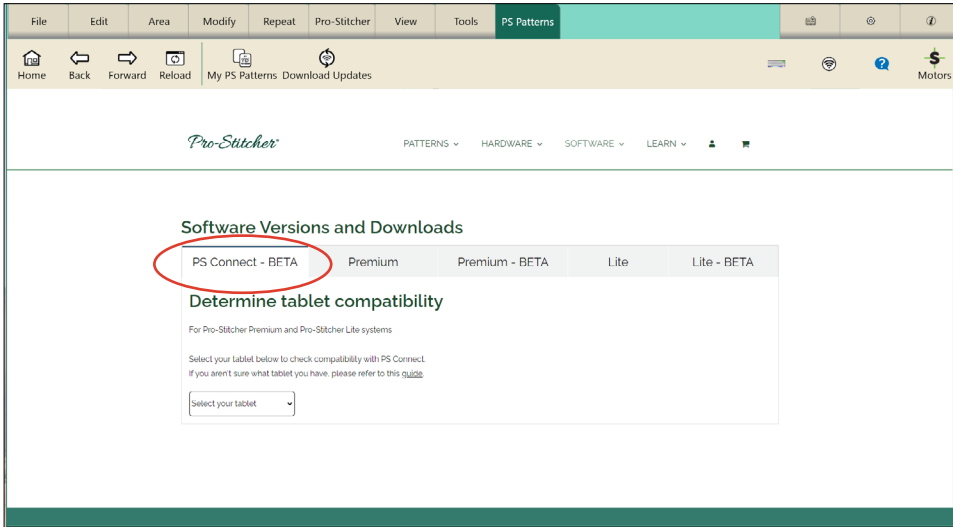 File Edit Area Modify Repeat Pro-Stitcher View Tools PS Patterns
Home Back Forward Reload My PS Patterns Download Updates Motors
Pro-Stitcher®
PATTERNS HARDWARE SOFTWARE LEARN
Software Versions and Downloads
PS Connect - BETA Premium Premium - BETA Lite Lite - BETA
Determine tablet compatibility
For Pro-Stitcher Premium and Pro-Stitcher Lite systems
Select your tablet below to check compatibility with PS Connect.
If you aren't sure what tablet you have, please refer to this guide.
Select your tablet